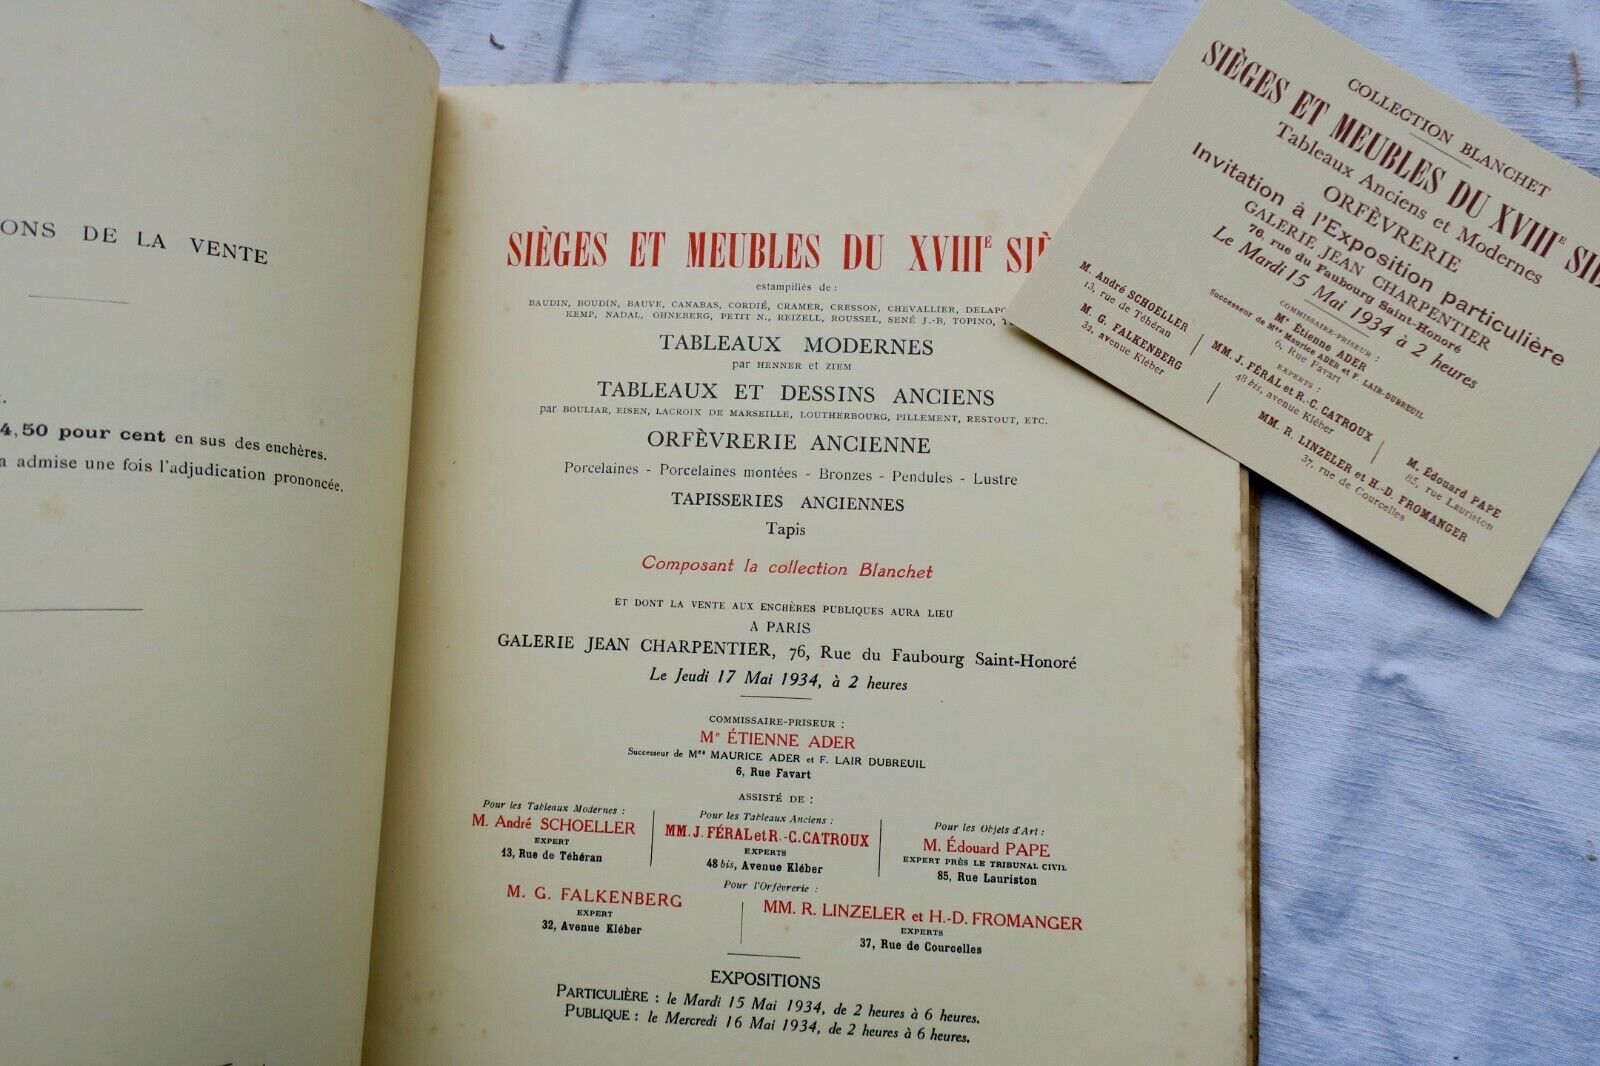 ONS DE LA VENTE
4,50 pour cent en sus des enchères.
a admise une fois l'adjudication prononcée.
SIÈGES ET MEUBLES DU XVIIIE
estampillés de :
BAUDIN, BOUDIN, BAUVE, CANABAS, CORDIÉ, CRAMER, CRESSON, CHEVALLIER,
KEMP, NADAL, OHNEBERG, PETIT N., REIZELL, ROUSSEL, SENÉ J.-B, TOPINO,
TABLEAUX MODERNES
par HENNER et ZIEM
TABLEAUX ET DESSINS ANCIENS
par BOULIAR, EISEN, LACROIX DE MARSEILLE, LOUTHERBOURG, PILLEMENT, RESTOUT, ETC.
ORFÈVRERIE ANCIENNE
Porcelaines - Porcelaines montées - Bronzes - Pendules - Lustre
TAPISSERIES ANCIENNES
Tapis
Composant la collection Blanchet
ET DONT LA VENTE AUX ENCHÈRES PUBLIQUES AURA LIEU
A PARIS
GALERIE JEAN CHARPENTIER, 76, Rue du Faubourg Saint-Honoré
Le Jeudi 17 Mai 1934, à 2 heures
COMMISSAIRE-PRISEUR :
Me ÉTIENNE ADER
Successeur de Mes MAURICE ADER et F. LAIR DUBREUIL
6, Rue Favart
ASSISTÉ DE :
Pour les Tableaux Modernes :
M. André SCHOELLER
EXPERT
13, Rue de Téhéran
Pour les Tableaux Anciens :
MM. J. FÉRAL et R.-C. CATROUX
EXPERTS
48 bis, Avenue Kléber
Pour les Objets d'Art :
M. Édouard PAPE
EXPERT PRÈS LE TRIBUNAL CIVIL
85, Rue Lauriston
Pour l'Orfèvrerie :
M. G. FALKENBERG
EXPERT
32, Avenue Kléber
MM. R. LINZELER et H.-D. FROMANGER
EXPERTS
37, Rue de Courcelles
EXPOSITIONS
PARTICULIÈRE : le Mardi 15 Mai 1934, de 2 heures à 6 heures.
PUBLIQUE : le Mercredi 16 Mai 1934, de 2 heures à 6 heures.
COLLECTION BLANCHET
SIÈGES ET MEUBLES DU XVIIIE
Tableaux Anciens et Modernes
ORFÈVRERIE
Invitation à l'Exposition particulière
GALERIE JEAN CHARPENTIER
76, rue du Faubourg Saint-Honoré
Le Mardi 15 Mai 1934 à 2 heures
COMMISSAIRE-PRISEUR :
Me Étienne ADER
Successeur de Mes Maurice ADER et F. LAIR-DUBREUIL
6, Rue Favart
EXPERTS :
M. André SCHOELLER
13, rue de Téhéran
MM. J. FÉRAL et R.-C. CATROUX
48 bis, avenue Kléber
M. Édouard PAPE
85, rue Lauriston
M. G. FALKENBERG
32, avenue Kléber
MM. R. LINZELER et H.-D. FROMANGER
37, rue de Courcelles